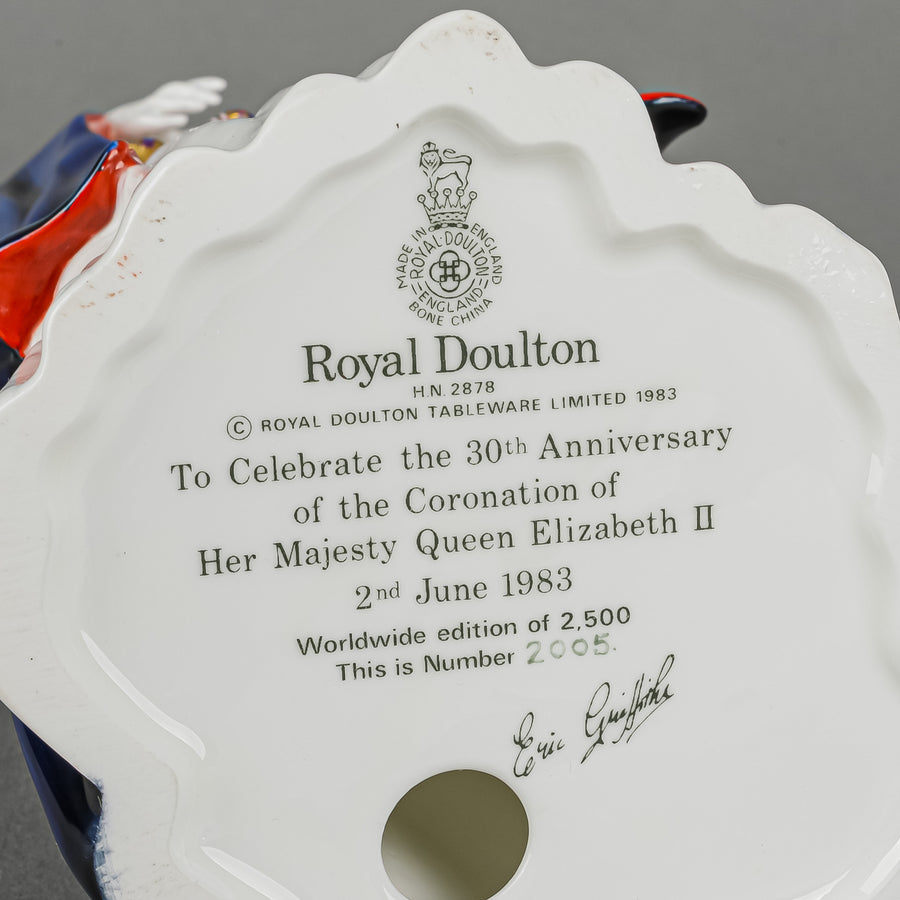 MADE IN ENGLAND
ROYAL·DOULTON
ENGLAND
BONE CHINA
Royal Doulton
H.N. 2878
© ROYAL DOULTON TABLEWARE LIMITED 1983
To Celebrate the 30th Anniversary
of the Coronation of
Her Majesty Queen Elizabeth II
2nd June 1983
Worldwide edition of 2,500
This is Number 2005.
Eric Griffiths